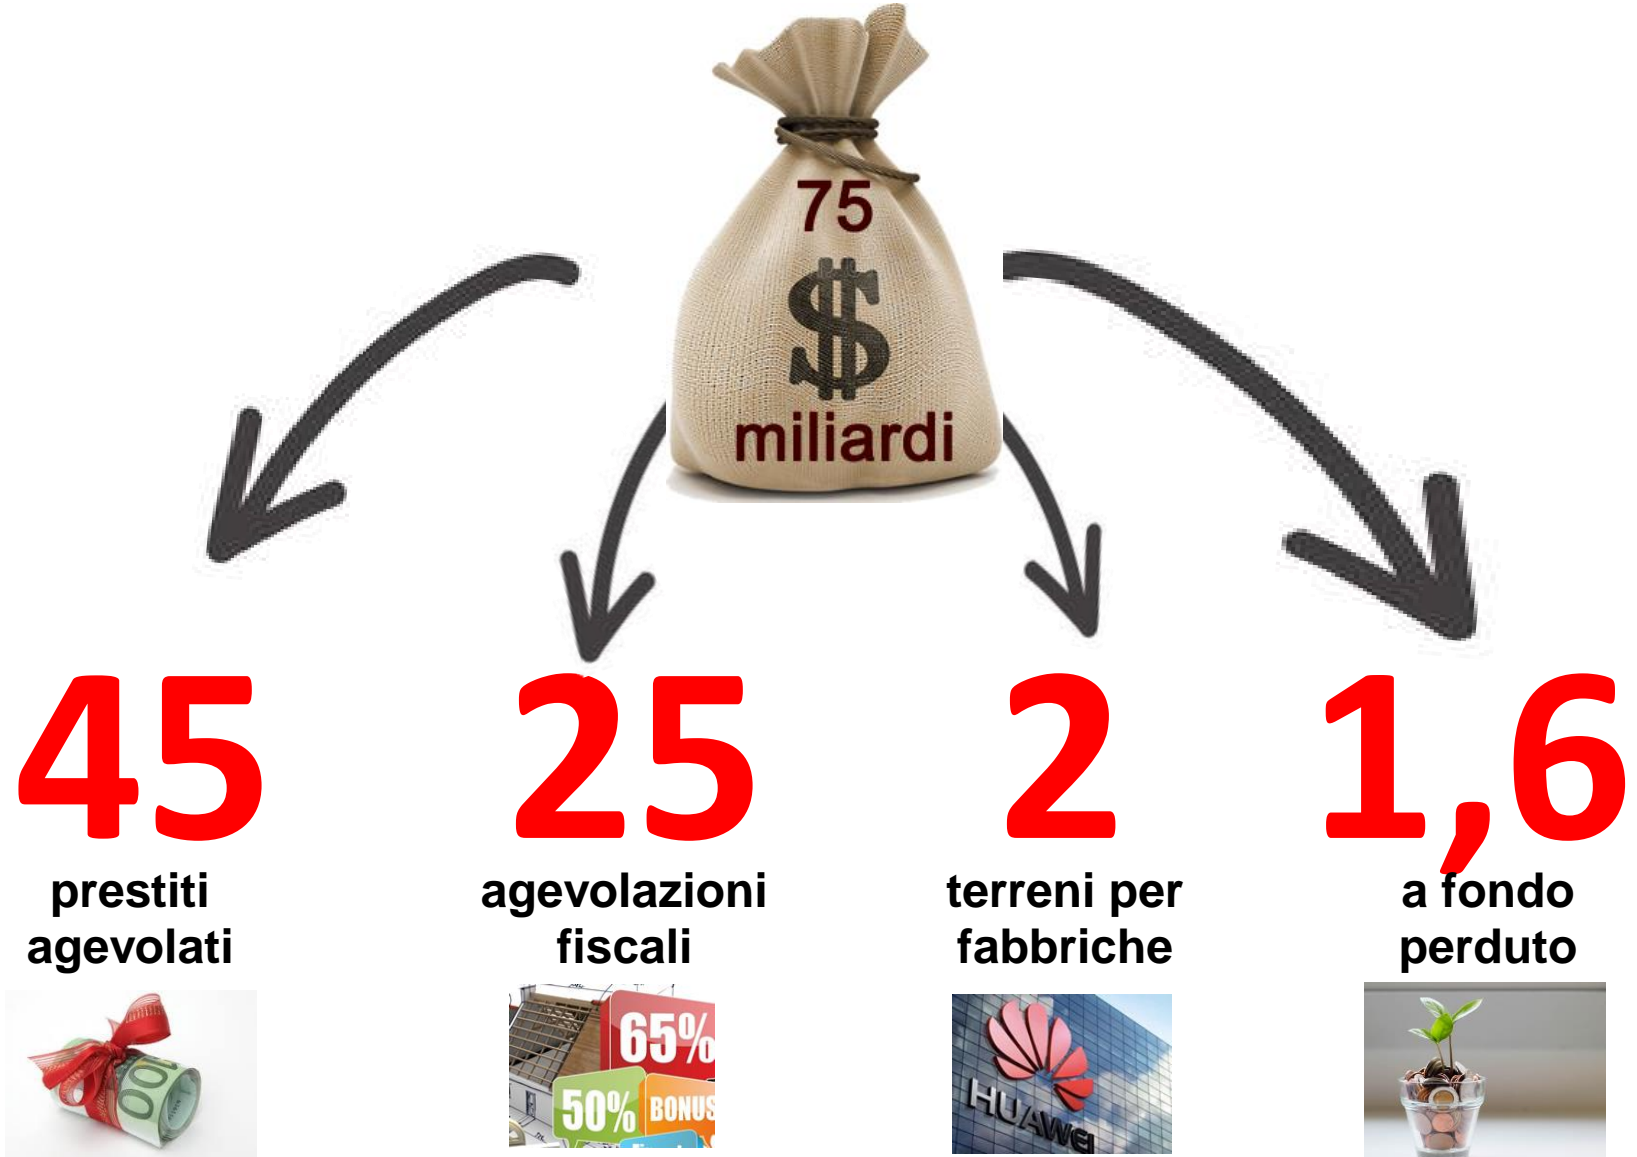 75
$
miliardi
45
25
2
1,6
prestiti
agevolati
agevolazioni
fiscali
terreni per
fabbriche
a fondo
perduto
100
65%
50%
BONUS
HUAWEI